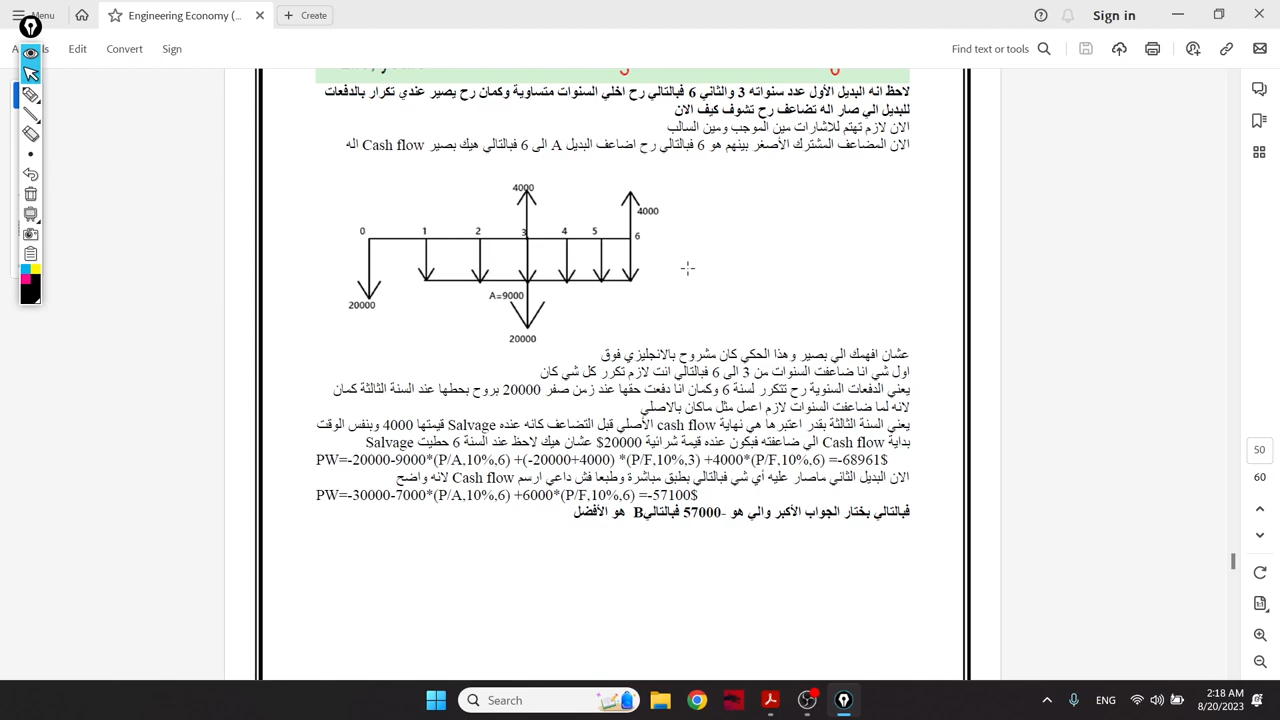 Menu
Engineering Economy (...
Create
Sign in
Edit
Convert
Sign
Find text or tools
لاحظ انه البديل الأول عدد سنواته 3 والثاني 6 فبالتالي رح اخلي السنوات متساوية وكمان رح يصير عندي تكرار بالدفعات
للبديل الي صار اله تضاعف رح تشوف كيف الان
الان لازم تهتم للاشارات مين الموجب ومين السالب
الان المضاعف المشترك الأصغر بينهم هو 6 فبالتالي رح اضاعف البديل A الى 6 فبالتالي هيك بصير Cash flow اله
4000
4000
0 1 2 3 4 5 6
A=9000
20000
20000
عشان افهمك الي بصير وهذا الحكي كان مشروح بالانجليزي فوق
اول شي انا ضاعفت السنوات من 3 الى 6 فبالتالي انت لازم تكرر كل شي كان
يعني الدفعات السنوية رح تتكرر لسنة 6 وكمان انا دفعت حقها عند زمن صفر 20000 بروح بحطها عند السنة الثالثة كمان
لانه لما ضاعفت السنوات لازم اعمل مثل ماكان بالاصلي
يعني السنة الثالثة بقدر اعتبرها هي نهاية cash flow الأصلي قبل التضاعف كانه عنده Salvage قيمتها 4000 وبنفس الوقت
بداية Cash flow الي ضاعفته فبكون عنده قيمة شرائية 20000$ عشان هيك لاحظ عند السنة 6 حطيت Salvage
PW=-20000-9000*(P/A,10%,6) +(-20000+4000) *(P/F,10%,3) +4000*(P/F,10%,6) =-68961$
الان البديل الثاني ماصار عليه أي شي فبالتالي بطبق مباشرة وطبعا فش داعي ارسم Cash flow لانه واضح
PW=-30000-7000*(P/A,10%,6) +6000*(P/F,10%,6) =-57100$
فبالتالي بختار الجواب الأكبر والي هو -57000 فبالتالي B هو الأفضل
50
60
Search
ENG
2:18 AM
8/20/2023